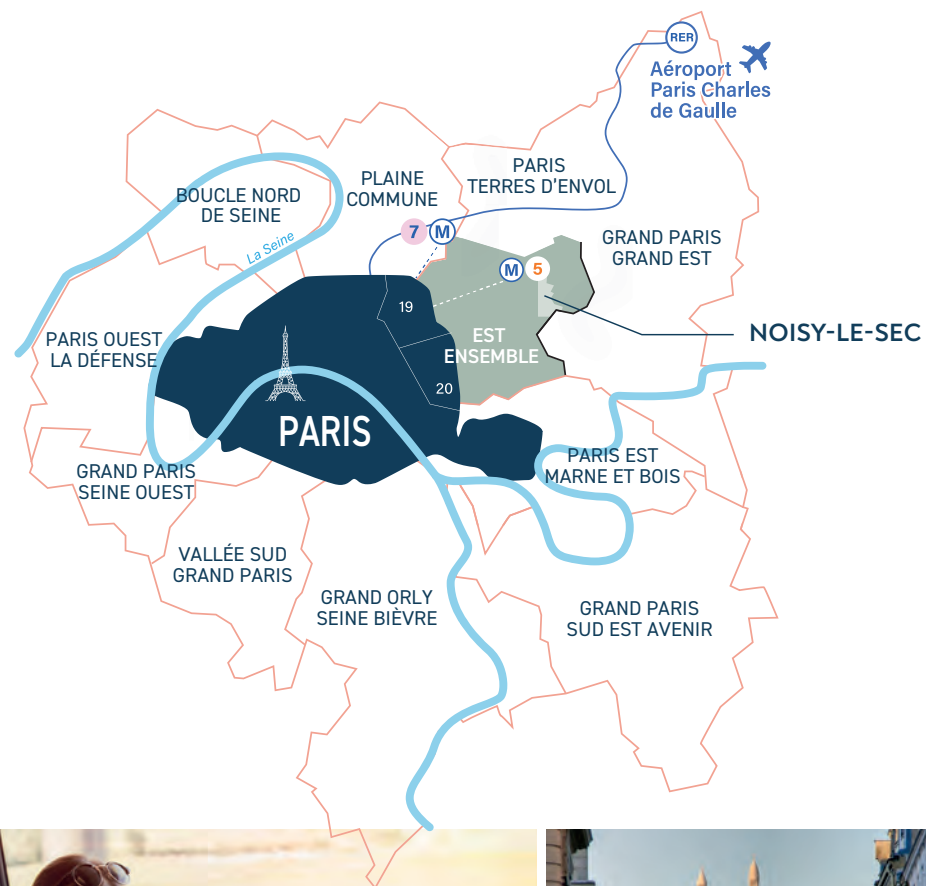 RER
Aéroport
Paris Charles
de Gaulle
PARIS
TERRES D'ENVOL
PLAINE
COMMUNE
BOUCLE NORD
DE SEINE
La Seine
7 M
GRAND PARIS
GRAND EST
M 5
19
EST
ENSEMBLE
NOISY-LE-SEC
PARIS OUEST
LA DÉFENSE
20
PARIS
PARIS EST
MARNE ET BOIS
GRAND PARIS
SEINE OUEST
VALLÉE SUD
GRAND PARIS
GRAND ORLY
SEINE BIÈVRE
GRAND PARIS
SUD EST AVENIR